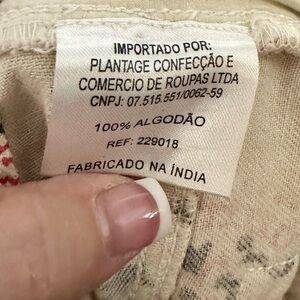 IMPORTADO POR:
PLANTAGE CONFECÇÃO E
COMERCIO DE ROUPAS LTDA
CNPJ: 07.515.551/0062-59
100% ALGODÃO
REF: 229018
FABRICADO NA ÍNDIA